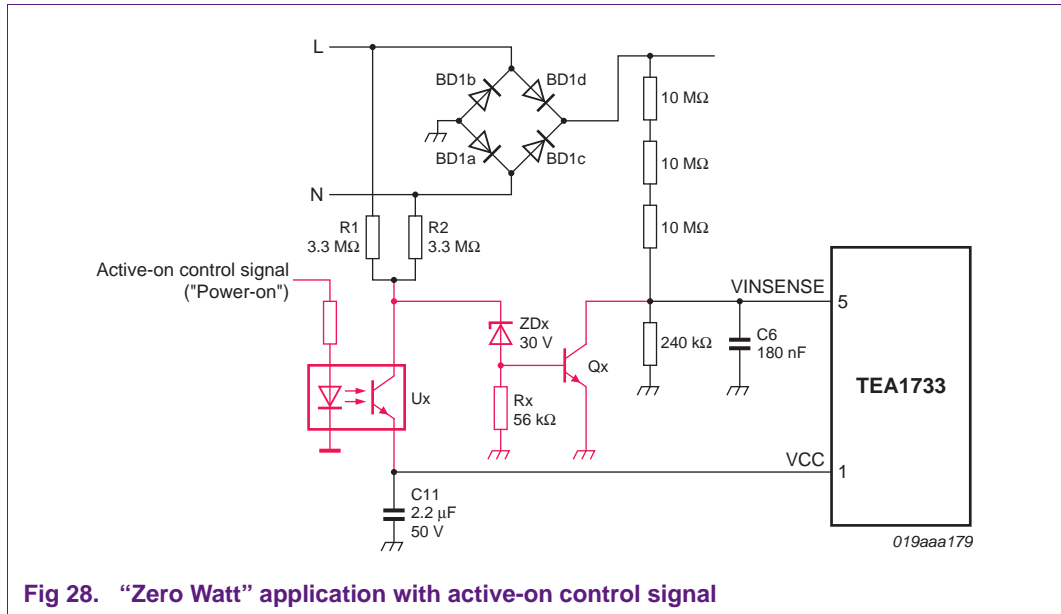 L
BD1b
BD1d
10 MΩ
BD1a
BD1c
10 MΩ
N
R1
3.3 MΩ
R2
3.3 MΩ
10 MΩ
Active-on control signal
("Power-on")
VINSENSE
5
ZDx
30 V
Qx
240 kΩ
C6
180 nF
TEA1733
Ux
Rx
56 kΩ
VCC
1
C11
2.2 μF
50 V
019aaa179
Fig 28. “Zero Watt” application with active-on control signal